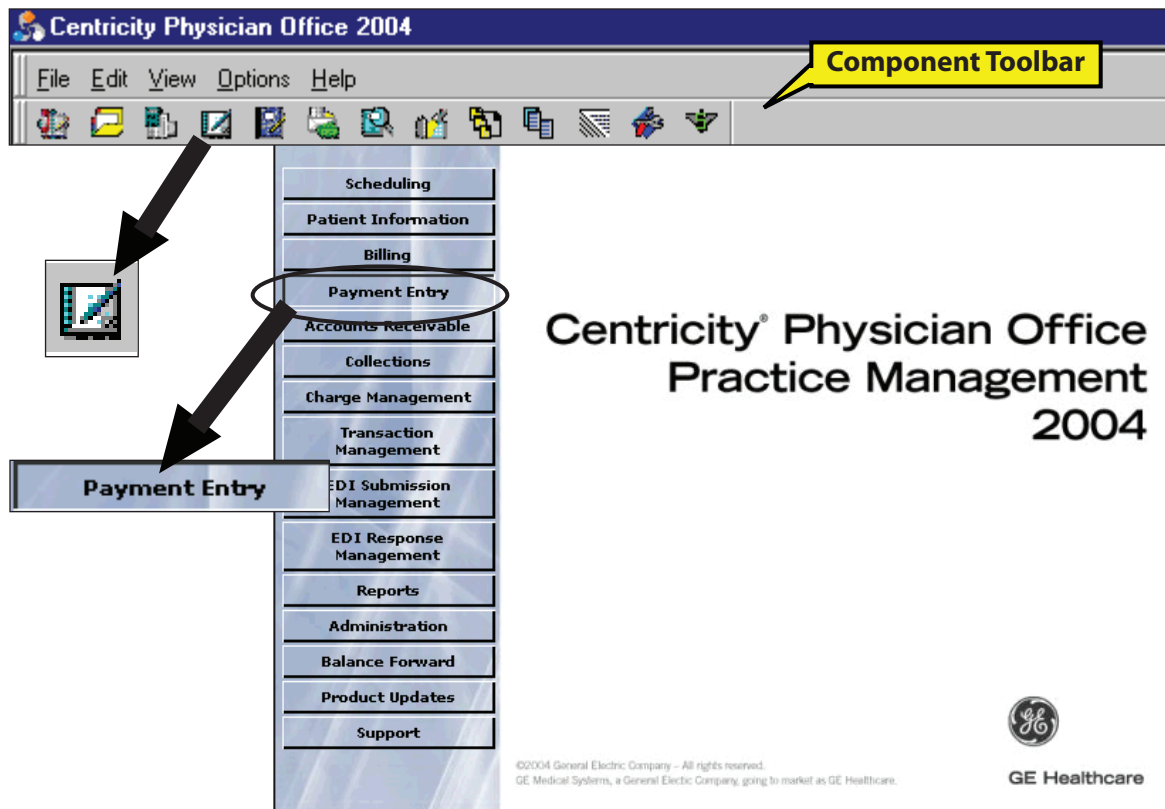 Centricity Physician Office 2004
File Edit View Options Help
Component Toolbar
Scheduling
Patient Information
Billing
Payment Entry
Accounts Receivable
Collections
Charge Management
Transaction
Management
Payment Entry
EDI Submission
Management
EDI Response
Management
Reports
Administration
Balance Forward
Product Updates
Support
Centricity® Physician Office
Practice Management
2004
©2004 General Electric Company – All rights reserved.
GE Medical Systems, a General Electic Company, going to market as GE Healthcare.
GE
GE Healthcare